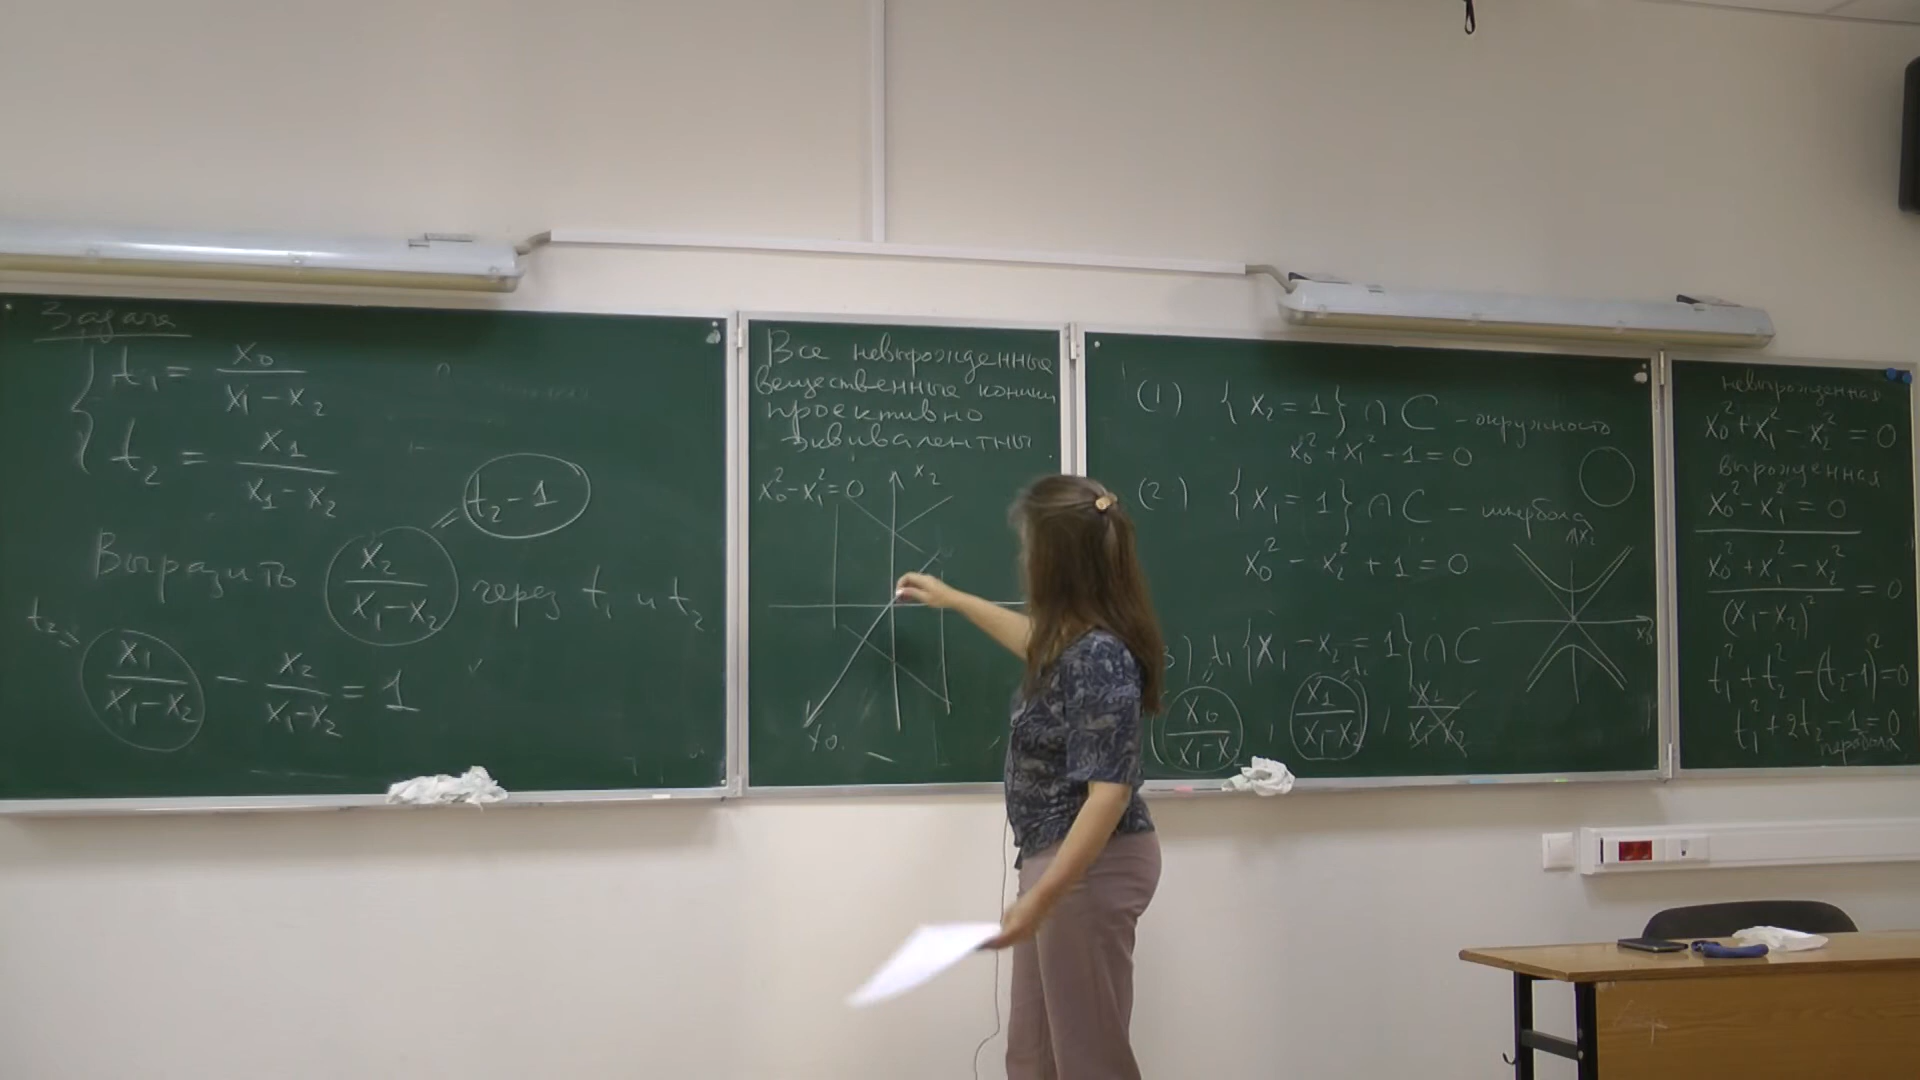 Задача
t₁ = x₀/(x₁ - x₂)
t₂ = x₁/(x₁ - x₂)
t₂ - 1
Выразить x₂/(x₁-x₂) через t₁ и t₂
t₂ =
x₁/(x₁-x₂) - x₂/(x₁-x₂) = 1
Все невырожденные
вещественные коники
проективно
эквивалентны
x₀² - x₁² = 0
x₂
x₀
(1) {x₂ = 1} ∩ C - окружность
x₀² + x₁² - 1 = 0
(2) {x₁ = 1} ∩ C - гипербола
x₂
x₀² - x₂² + 1 = 0
x₀
3) {x₁ - x₂ = 1} ∩ C
t₁ t₂
(x₀/(x₁-x₂), x₁/(x₁-x₂), x₂/(x₁-x₂)
невырожденная
x₀² + x₁² - x₂² = 0
вырожденная
x₀² - x₁² = 0
(x₀² + x₁² - x₂²)/(x₁-x₂)² = 0
t₁² + t₂² - (t₂-1)² = 0
t₁² + 2t₂ - 1 = 0
парабола